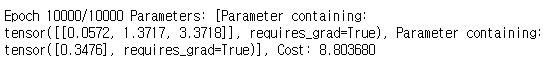 Epoch 10000/10000 Parameters: [Parameter containing:
tensor([[0.0572, 1.3717, 3.3718]], requires_grad=True), Parameter containing:
tensor([0.3476], requires_grad=True)], Cost: 8.803680